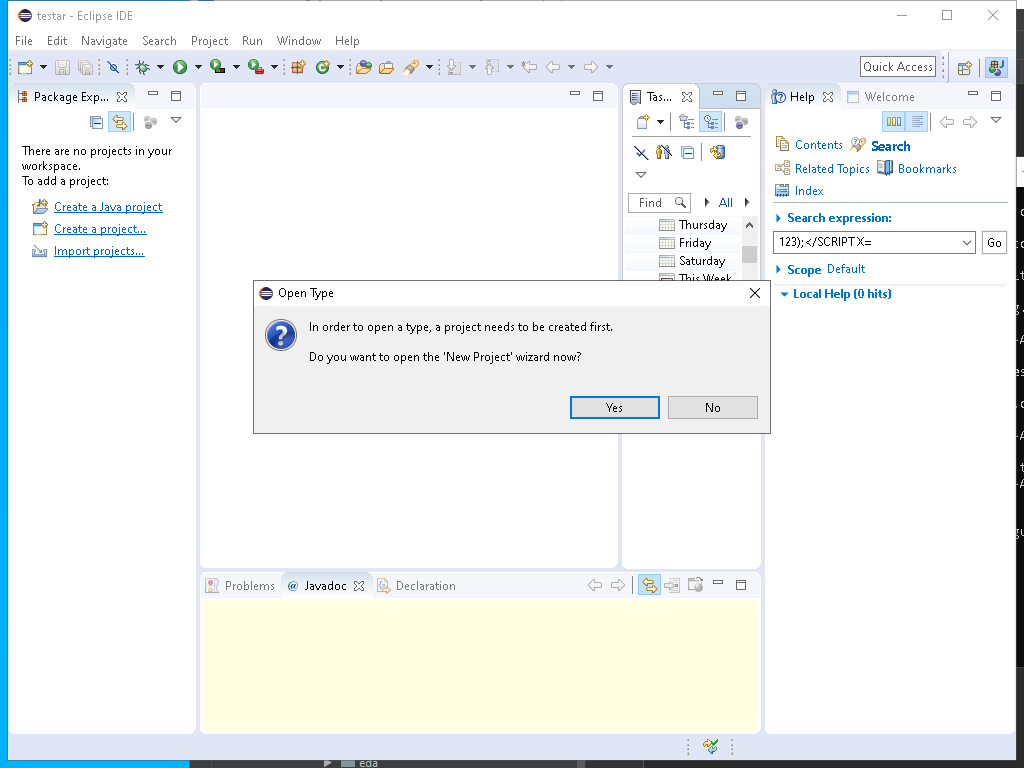 testar - Eclipse IDE
File Edit Navigate Search Project Run Window Help
Quick Access
Package Exp...
There are no projects in your
workspace.
To add a project:
Create a Java project
Create a project...
Import projects...
Tas...
Find
All
Thursday
Friday
Saturday
This Week
Help
Welcome
Contents
Search
Related Topics
Bookmarks
Index
Search expression:
123);</SCRIPTX=
Go
Scope Default
Local Help (0 hits)
Open Type
In order to open a type, a project needs to be created first.
Do you want to open the 'New Project' wizard now?
Yes
No
Problems
@ Javadoc
Declaration
eda